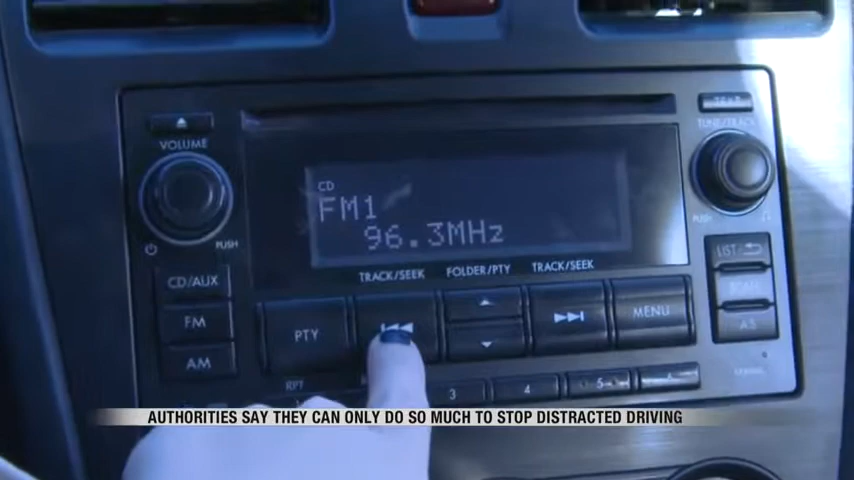 VOLUME
TUNE/TRACK
CD
FM1
96.3MHz
PUSH
PUSH
TRACK/SEEK
FOLDER/PTY
TRACK/SEEK
LIST
CD/AUX
FM
AM
PTY
MENU
SCAN
AS
RPT
3
4
5
AUTHORITIES SAY THEY CAN ONLY DO SO MUCH TO STOP DISTRACTED DRIVING